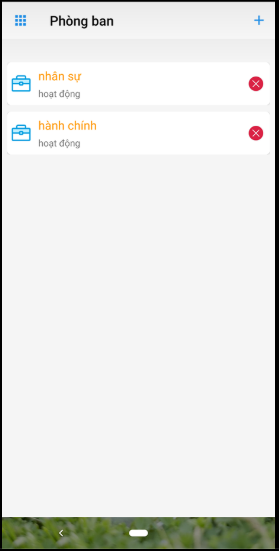 Phòng ban
nhân sự
hoạt động
hành chính
hoạt động